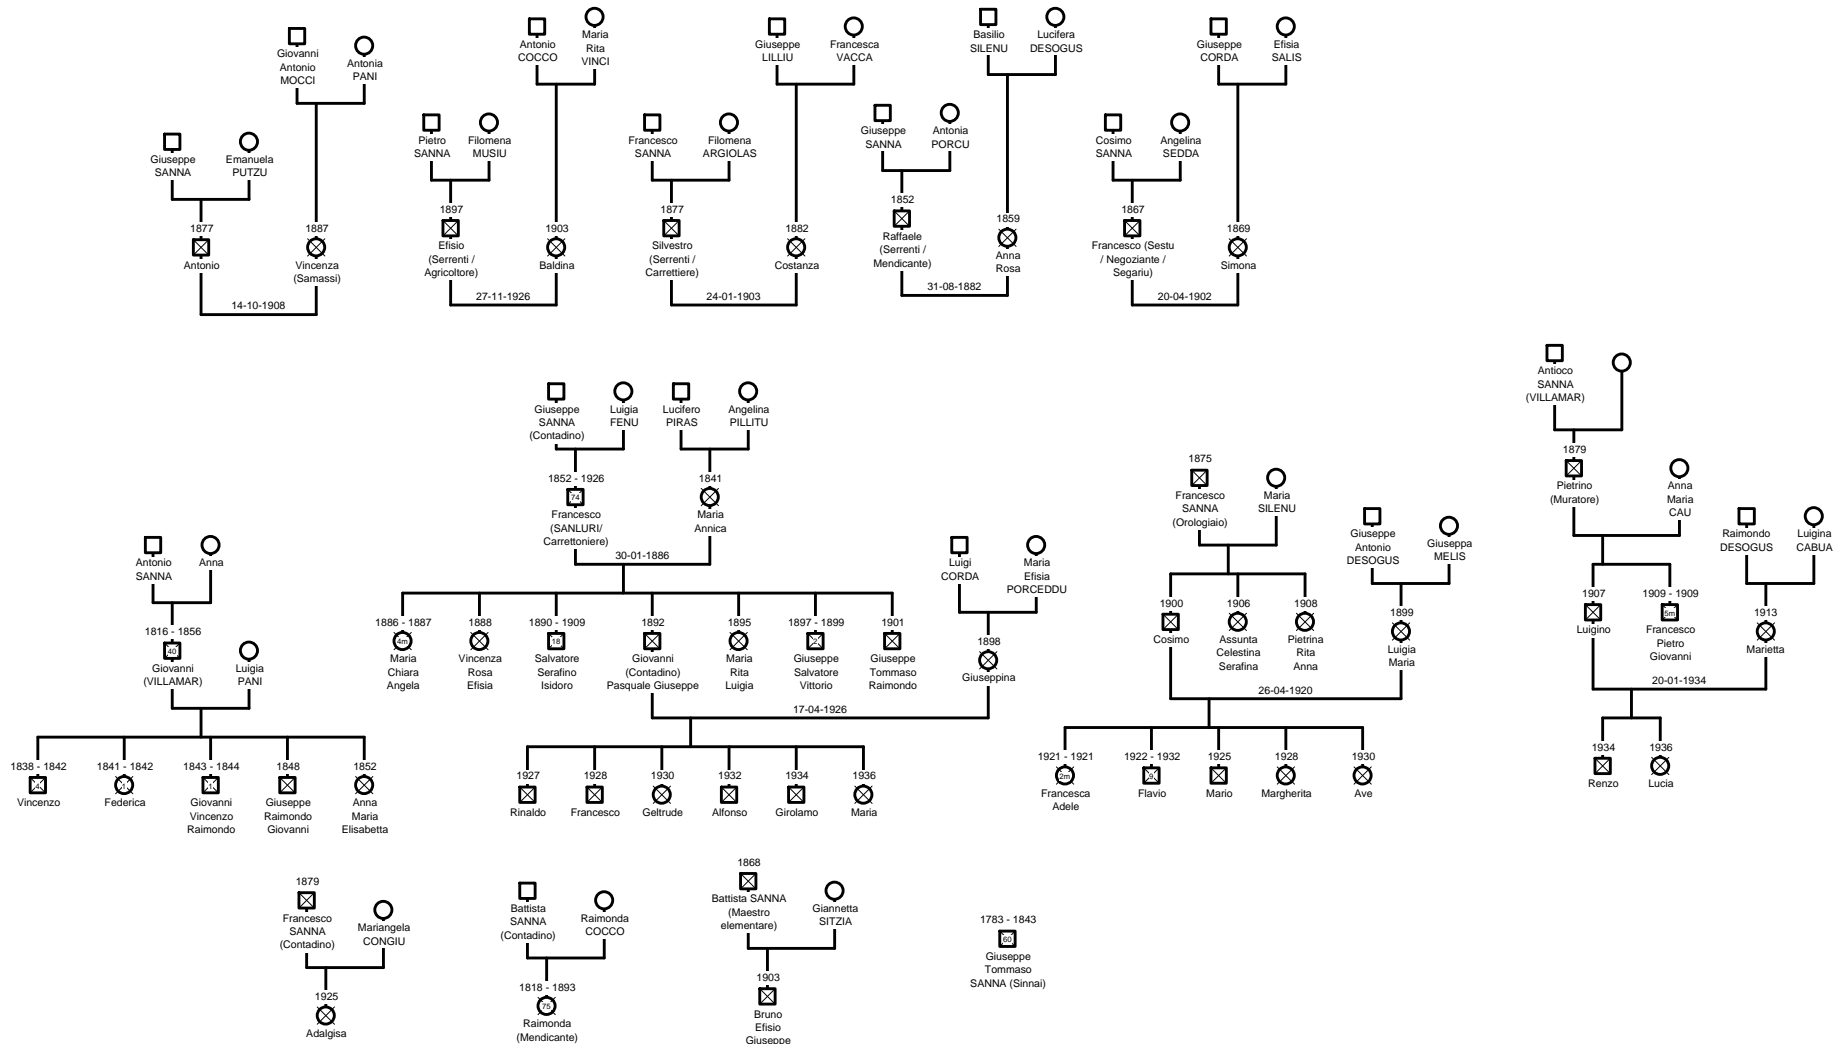 Giovanni
Antonio
MOCCI
Antonia
PANI
Giuseppe
SANNA
Emanuela
PUTZU
1877
Antonio
1887
Vincenza
(Samassi)
14-10-1908
Antonio
COCCO
Maria
Rita
VINCI
Pietro
SANNA
Filomena
MUSIU
1897
Efisio
(Serrenti /
Agricoltore)
1903
Baldina
27-11-1926
Giuseppe
LILLIU
Francesca
VACCA
Francesco
SANNA
Filomena
ARGIOLAS
1877
Silvestro
(Serrenti /
Carrettiere)
1882
Costanza
24-01-1903
Basilio
SILENU
Lucifera
DESOGUS
Giuseppe
SANNA
Antonia
PORCU
1852
Raffaele
(Serrenti /
Mendicante)
1859
Anna
Rosa
31-08-1882
Giuseppe
CORDA
Efisia
SALIS
Cosimo
SANNA
Angelina
SEDDA
1867
Francesco (Sestu
/ Negoziante /
Segariu)
1869
Simona
20-04-1902
Antonio
SANNA
Anna
1816 - 1856
40
Giovanni
(VILLAMAR)
Luigia
PANI
1838 - 1842
4
Vincenzo
1841 - 1842
1
Federica
1843 - 1844
1
Giovanni
Vincenzo
Raimondo
1848
Giuseppe
Raimondo
Giovanni
1852
Anna
Maria
Elisabetta
Giuseppe
SANNA
(Contadino)
Luigia
FENU
Lucifero
PIRAS
Angelina
PILLITU
1852 - 1926
74
Francesco
(SANLURI/
Carrettoniere)
1841
Maria
Annica
30-01-1886
1886 - 1887
4m
Maria
Chiara
Angela
1888
Vincenza
Rosa
Efisia
1890 - 1909
18
Salvatore
Serafino
Isidoro
1892
Giovanni
(Contadino)
Pasquale Giuseppe
1895
Maria
Rita
Luigia
1897 - 1899
2
Giuseppe
Salvatore
Vittorio
1901
Giuseppe
Tommaso
Raimondo
Luigi
CORDA
Maria
Efisia
PORCEDDU
1898
Giuseppina
17-04-1926
1927
Rinaldo
1928
Francesco
1930
Geltrude
1932
Alfonso
1934
Girolamo
1936
Maria
1875
Francesco
SANNA
(Orologiaio)
Maria
SILENU
1900
Cosimo
1906
Assunta
Celestina
Serafina
1908
Pietrina
Rita
Anna
Giuseppe
Antonio
DESOGUS
Giuseppa
MELIS
1899
Luigia
Maria
26-04-1920
1921 - 1921
2m
Francesca
Adele
1922 - 1932
9
Flavio
1925
Mario
1928
Margherita
1930
Ave
Antioco
SANNA
(VILLAMAR)
1879
Pietrino
(Muratore)
Anna
Maria
CAU
1907
Luigino
1909 - 1909
5m
Francesco
Pietro
Giovanni
Raimondo
DESOGUS
Luigina
CABUA
1913
Marietta
20-01-1934
1934
Renzo
1936
Lucia
1879
Francesco
SANNA
(Contadino)
Mariangela
CONGIU
1925
Adalgisa
Battista
SANNA
(Contadino)
Raimonda
COCCO
1818 - 1893
75
Raimonda
(Mendicante)
1868
Battista SANNA
(Maestro
elementare)
Giannetta
SITZIA
1903
Bruno
Efisio
Giuseppe
1783 - 1843
60
Giuseppe
Tommaso
SANNA (Sinnai)